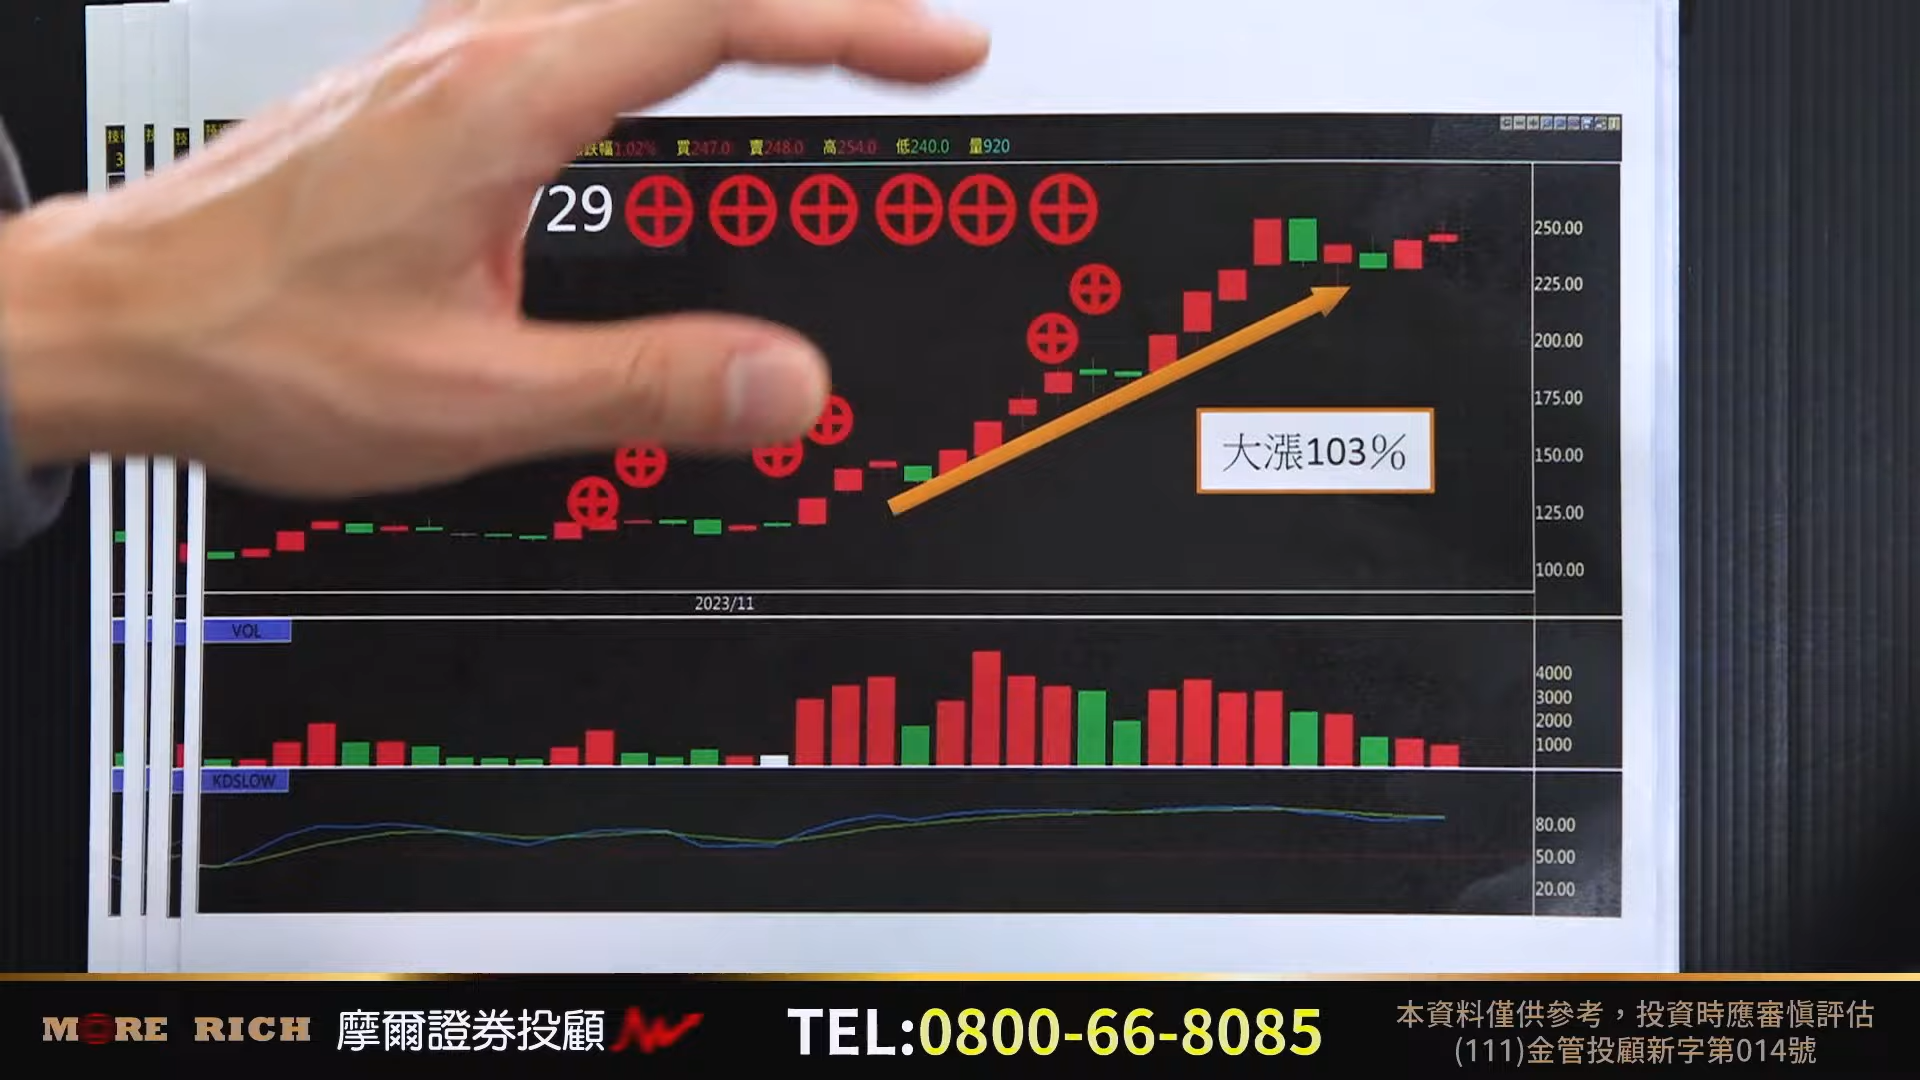 跌幅1.02% 買247.0 賣248.0 高254.0 低240.0 量920
/29
250.00
225.00
200.00
175.00
150.00
125.00
100.00
大漲103%
2023/11
VOL
4000
3000
2000
1000
KDSLOW
80.00
50.00
20.00
MORE RICH 摩爾證券投顧
TEL:0800-66-8085
本資料僅供參考，投資時應審慎評估
(111)金管投顧新字第014號